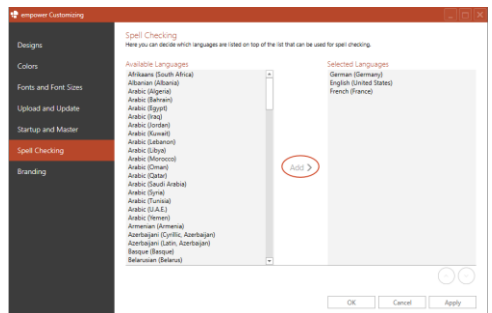 empower Customizing
Designs
Colors
Fonts and Font Sizes
Upload and Update
Startup and Master
Spell Checking
Branding
Spell Checking
Here you can decide which languages are listed on top of the list that can be used for spell checking.
Available Languages
Afrikaans (South Africa)
Albanian (Albania)
Arabic (Algeria)
Arabic (Bahrain)
Arabic (Egypt)
Arabic (Iraq)
Arabic (Jordan)
Arabic (Kuwait)
Arabic (Lebanon)
Arabic (Libya)
Arabic (Morocco)
Arabic (Oman)
Arabic (Qatar)
Arabic (Saudi Arabia)
Arabic (Syria)
Arabic (Tunisia)
Arabic (U.A.E.)
Arabic (Yemen)
Armenian (Armenia)
Azerbaijani (Cyrillic, Azerbaijan)
Azerbaijani (Latin, Azerbaijan)
Basque (Basque)
Belarusian (Belarus)
Add >
Selected Languages
German (Germany)
English (United States)
French (France)
OK
Cancel
Apply